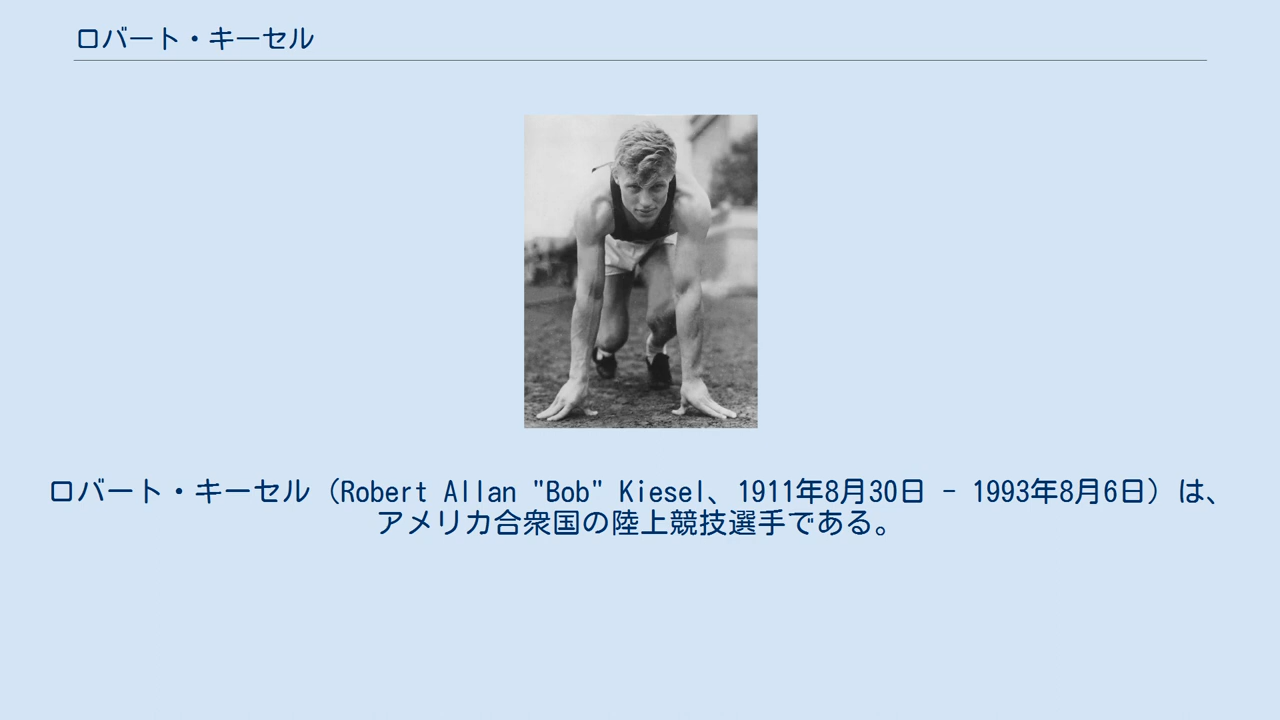 ロバート・キーセル
ロバート・キーセル（Robert Allan "Bob" Kiesel、1911年8月30日 - 1993年8月6日）は、
アメリカ合衆国の陸上競技選手である。